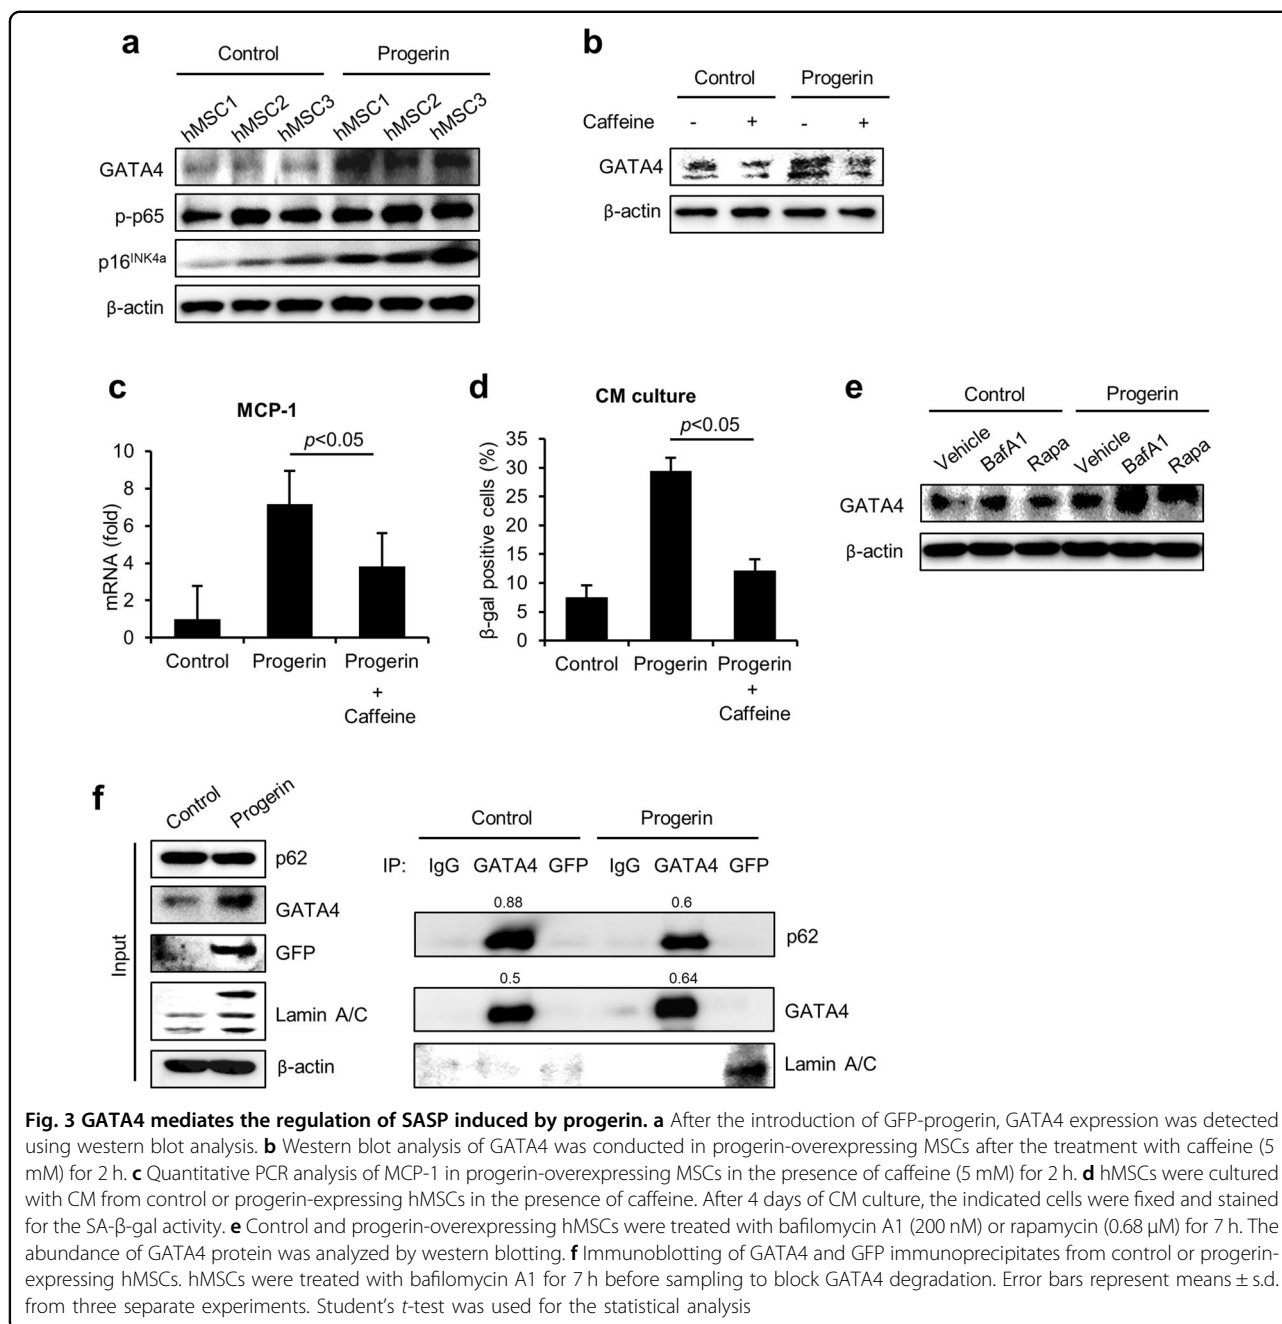 a
Control Progerin
hMSC1 hMSC2 hMSC3 hMSC1 hMSC2 hMSC3
GATA4
p-p65
p16INK4a
β-actin
b
Control Progerin
Caffeine - + - +
GATA4
β-actin
c
MCP-1
p<0.05
mRNA (fold)
10
8
6
4
2
0
Control Progerin Progerin
+
Caffeine
d
CM culture
p<0.05
β-gal positive cells (%)
35
30
25
20
15
10
5
0
Control Progerin Progerin
+
Caffeine
e
Control Progerin
Vehicle BafA1 Rapa Vehicle BafA1 Rapa
GATA4
β-actin
f
Control Progerin
Input
p62
GATA4
GFP
Lamin A/C
β-actin
Control Progerin
IP: IgG GATA4 GFP IgG GATA4 GFP
0.88 0.6
p62
0.5 0.64
GATA4
Lamin A/C
Fig. 3 GATA4 mediates the regulation of SASP induced by progerin. a After the introduction of GFP-progerin, GATA4 expression was detected
using western blot analysis. b Western blot analysis of GATA4 was conducted in progerin-overexpressing MSCs after the treatment with caffeine (5
mM) for 2 h. c Quantitative PCR analysis of MCP-1 in progerin-overexpressing MSCs in the presence of caffeine (5 mM) for 2 h. d hMSCs were cultured
with CM from control or progerin-expressing hMSCs in the presence of caffeine. After 4 days of CM culture, the indicated cells were fixed and stained
for the SA-β-gal activity. e Control and progerin-overexpressing hMSCs were treated with bafilomycin A1 (200 nM) or rapamycin (0.68 μM) for 7 h. The
abundance of GATA4 protein was analyzed by western blotting. f Immunoblotting of GATA4 and GFP immunoprecipitates from control or progerin-
expressing hMSCs. hMSCs were treated with bafilomycin A1 for 7 h before sampling to block GATA4 degradation. Error bars represent means ± s.d.
from three separate experiments. Student's t-test was used for the statistical analysis